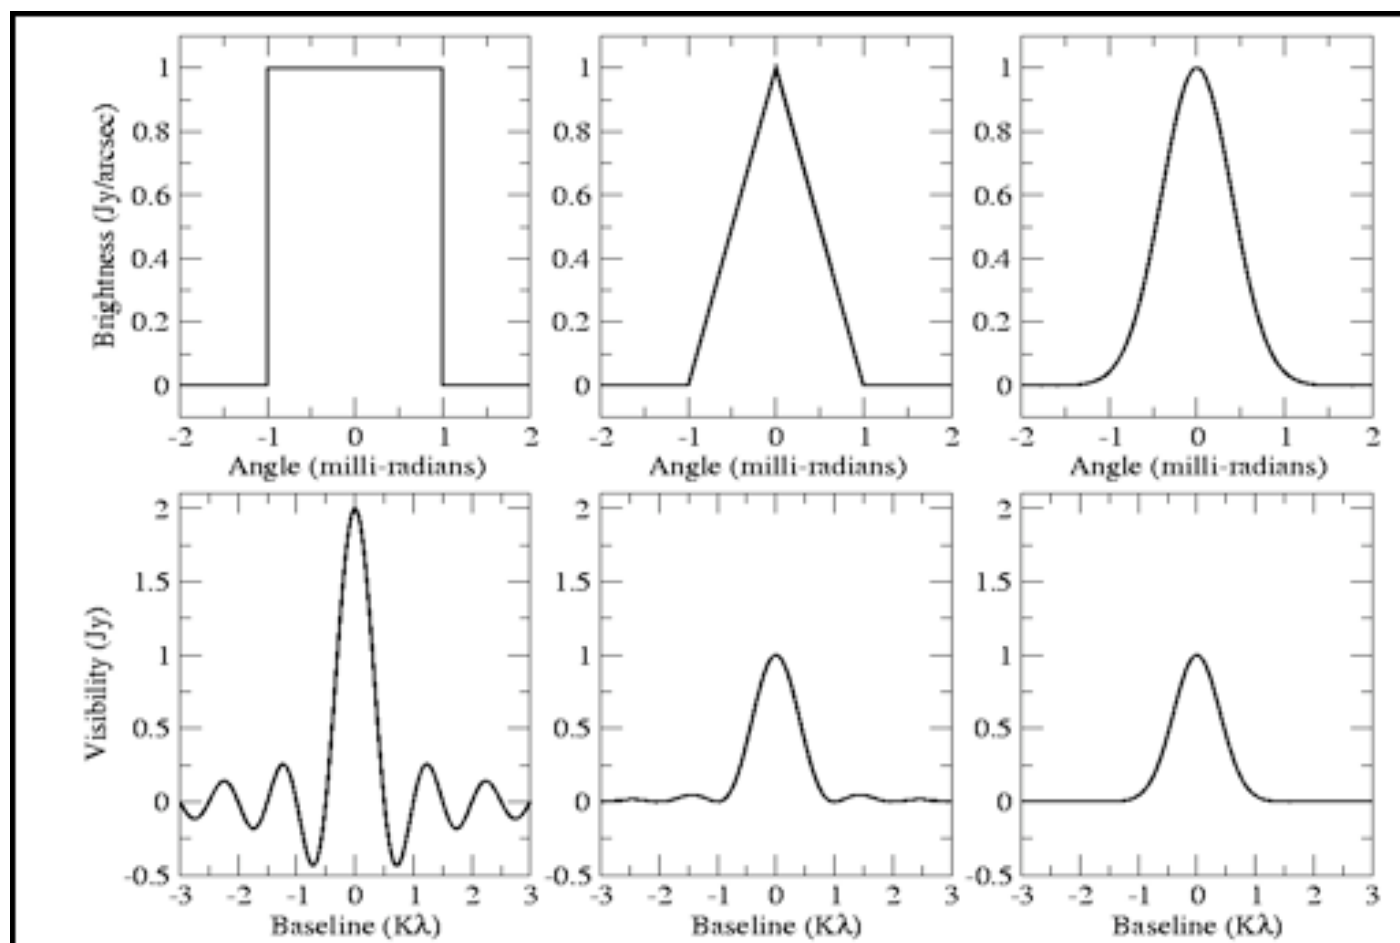 Brightness (Jy/arcsec)
1
0.8
0.6
0.4
0.2
0
-2 -1 0 1 2
Angle (milli-radians)
1
0.8
0.6
0.4
0.2
0
-2 -1 0 1 2
Angle (milli-radians)
1
0.8
0.6
0.4
0.2
0
-2 -1 0 1 2
Angle (milli-radians)
Visibility (Jy)
2
1.5
1
0.5
0
-0.5
-3 -2 -1 0 1 2 3
Baseline (Kλ)
2
1.5
1
0.5
0
-0.5
-3 -2 -1 0 1 2 3
Baseline (Kλ)
2
1.5
1
0.5
0
-0.5
-3 -2 -1 0 1 2 3
Baseline (Kλ)